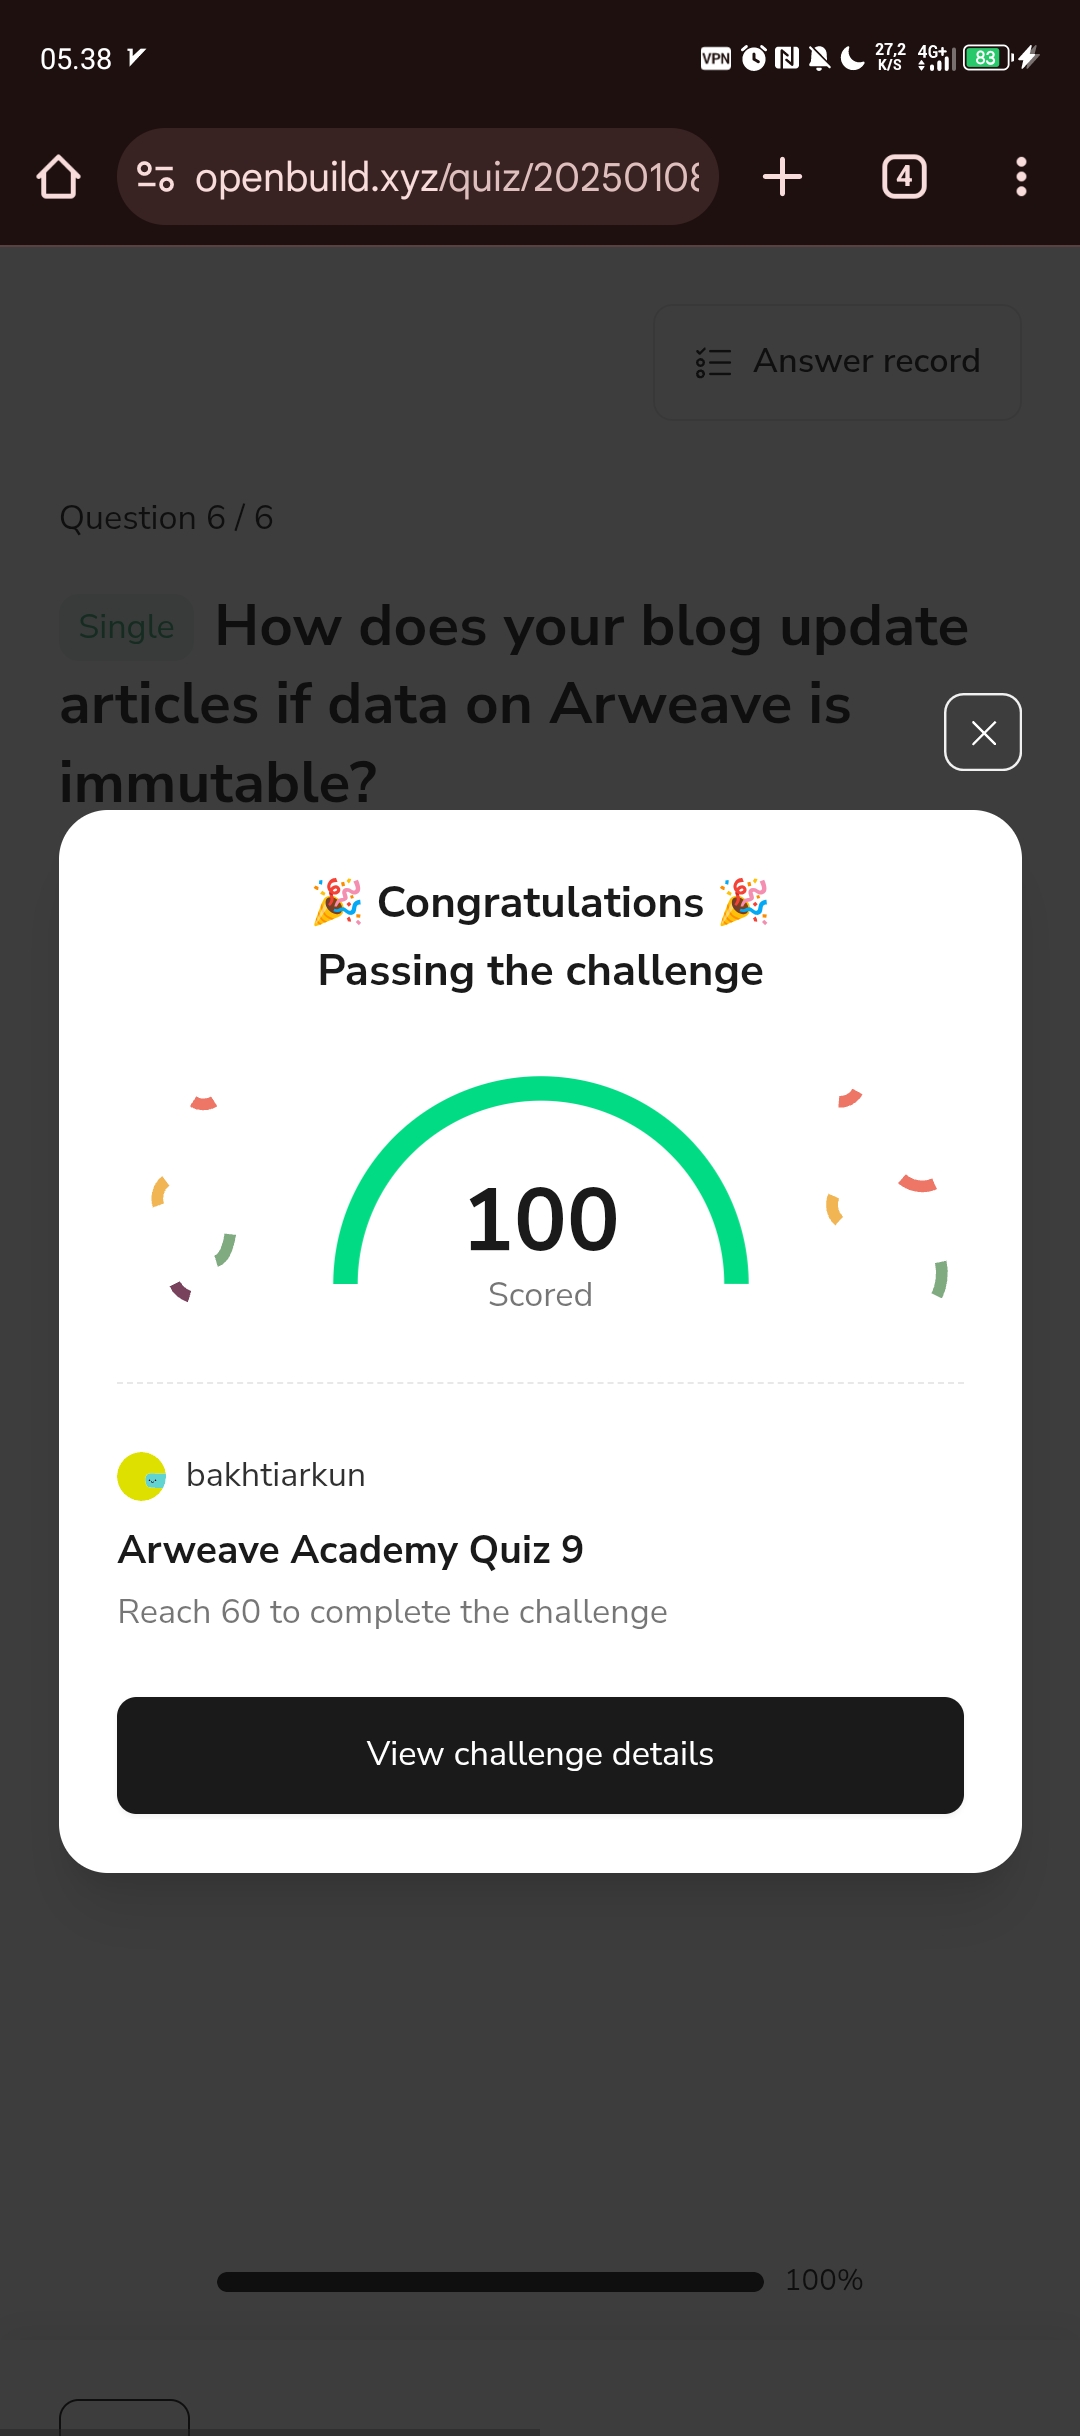 05.38
VPN
27,2
K/S
4G+
83
openbuild.xyz/quiz/20250108
4
Answer record
Question 6 / 6
Single How does your blog update
articles if data on Arweave is
immutable?
🎉 Congratulations 🎉
Passing the challenge
100
Scored
bakhtiarkun
Arweave Academy Quiz 9
Reach 60 to complete the challenge
View challenge details
100%